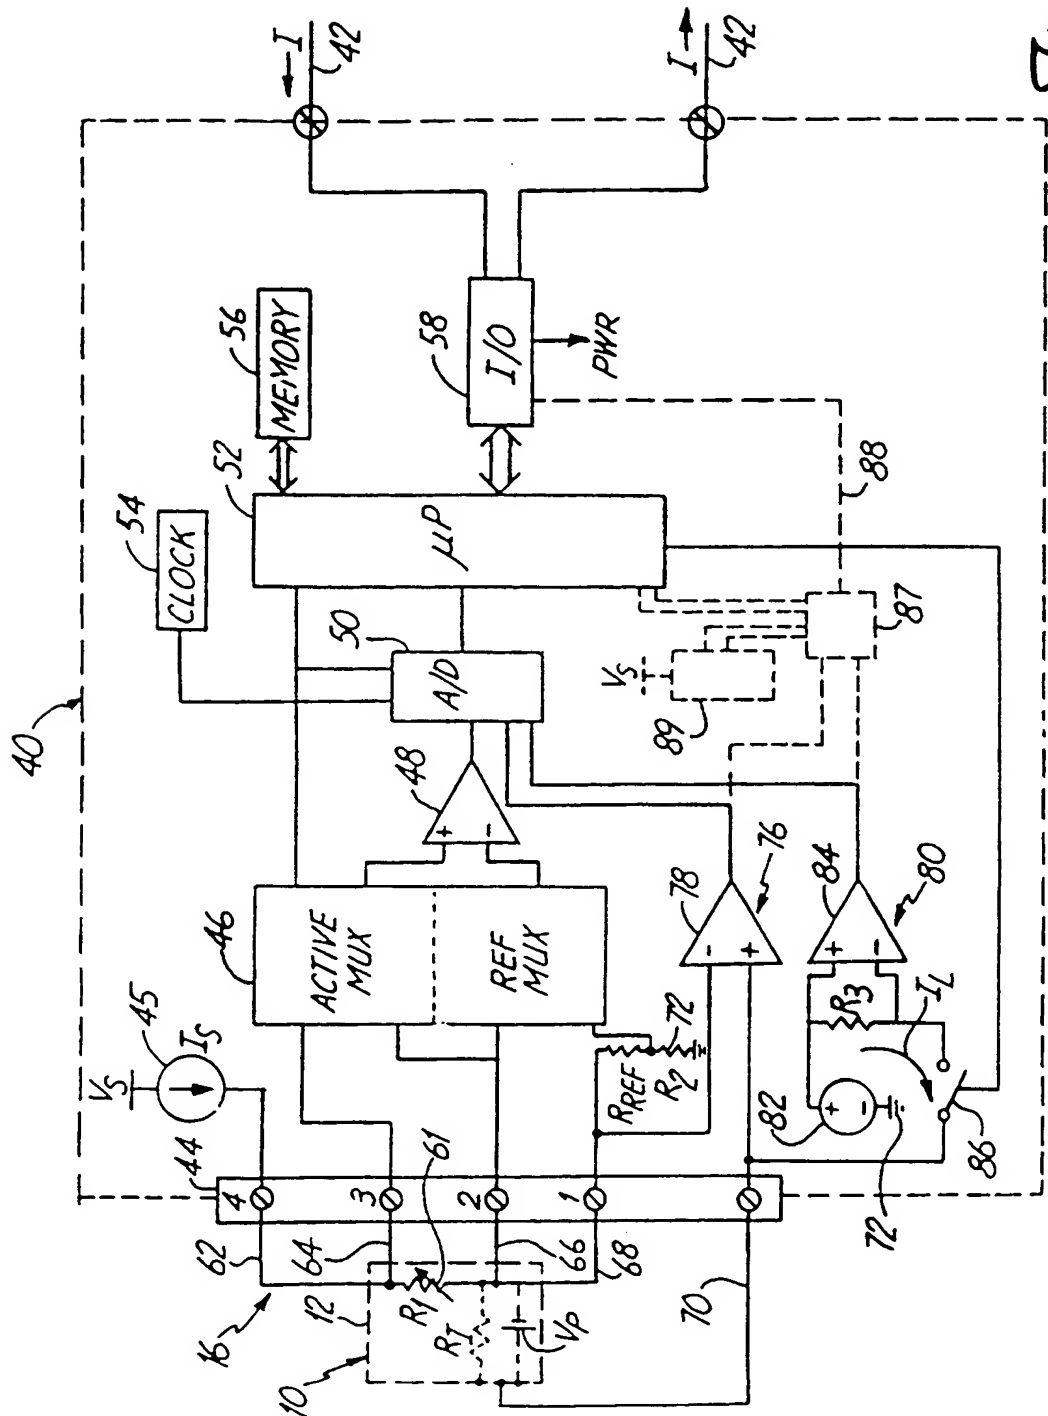 40
44
62
64
66
68
70
16
12
10
4
3
2
1
61
R1
RI
VP
VS
45
IS
46
ACTIVE
MUX
REF
MUX
RREF
R2
72
48
+
-
50
A/D
54
CLOCK
52
μP
56
MEMORY
58
I/O
PWR
I
42
I
42
78
-
+
76
84
+
-
80
R3
IL
82
+
-
72
86
VS
89
87
88